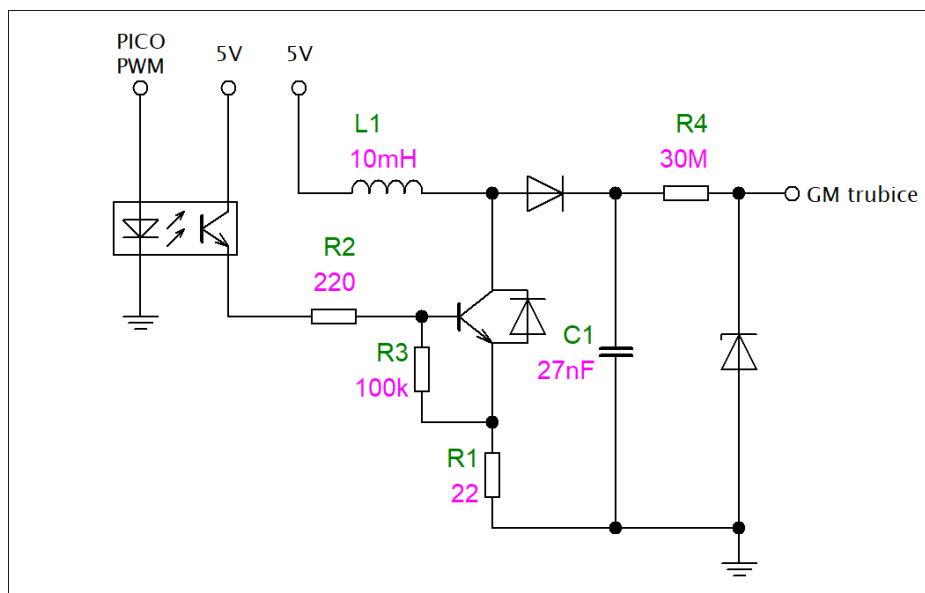 PICO
PWM
5V
5V
L1
10mH
R4
30M
GM trubice
R2
220
R3
100k
C1
27nF
R1
22